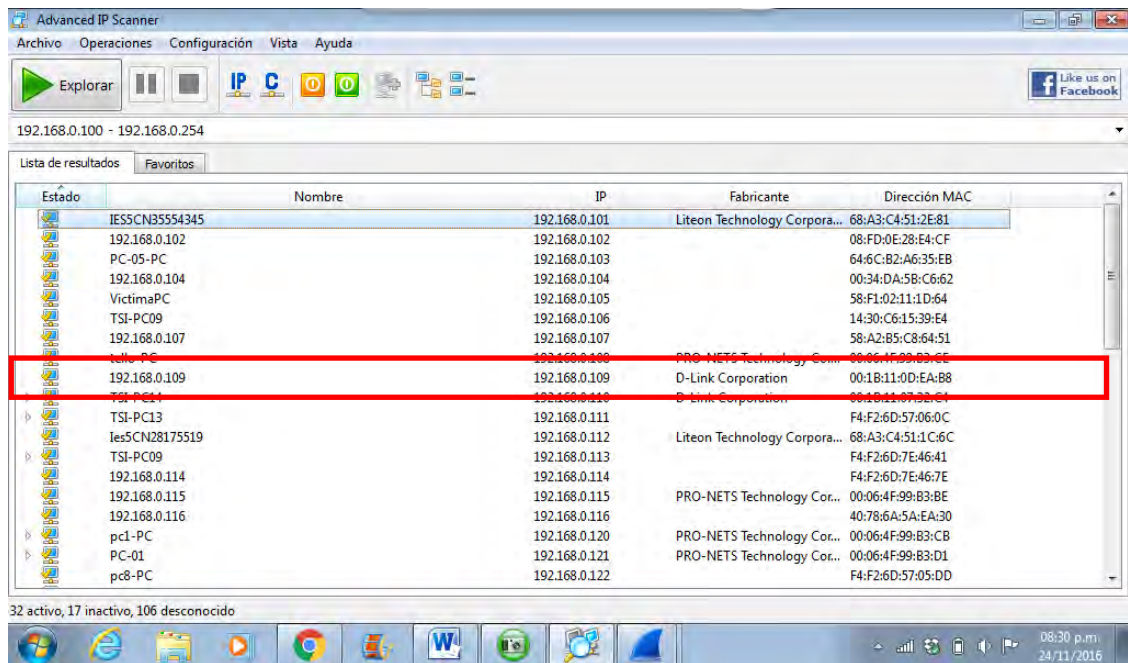 Advanced IP Scanner
Archivo Operaciones Configuración Vista Ayuda
Explorar IP C Like us on
Facebook
192.168.0.100 - 192.168.0.254
Lista de resultados Favoritos
Estado Nombre IP Fabricante Dirección MAC
IES5CN35554345 192.168.0.101 Liteon Technology Corpora... 68:A3:C4:51:2E:81
192.168.0.102 192.168.0.102 08:FD:0E:28:E4:CF
PC-05-PC 192.168.0.103 64:6C:B2:A6:35:EB
192.168.0.104 192.168.0.104 00:34:DA:5B:C6:62
VictimaPC 192.168.0.105 58:F1:02:11:1D:64
TSI-PC09 192.168.0.106 14:30:C6:15:39:E4
192.168.0.107 192.168.0.107 58:A2:B5:C8:64:51
192.168.0.108 PRO-NETS Technology Cor...
192.168.0.109 192.168.0.109 D-Link Corporation 00:1B:11:0D:EA:B8
TSI-PC14 192.168.0.110 D-Link Corporation
TSI-PC13 192.168.0.111 F4:F2:6D:57:06:0C
Ies5CN28175519 192.168.0.112 Liteon Technology Corpora... 68:A3:C4:51:1C:6C
TSI-PC09 192.168.0.113 F4:F2:6D:7E:46:41
192.168.0.114 192.168.0.114 F4:F2:6D:7E:46:7E
192.168.0.115 192.168.0.115 PRO-NETS Technology Cor... 00:06:4F:99:B3:BE
192.168.0.116 192.168.0.116 40:78:6A:5A:EA:30
pc1-PC 192.168.0.120 PRO-NETS Technology Cor... 00:06:4F:99:B3:CB
PC-01 192.168.0.121 PRO-NETS Technology Cor... 00:06:4F:99:B3:D1
pc8-PC 192.168.0.122 F4:F2:6D:57:05:DD
32 activo, 17 inactivo, 106 desconocido
08:30 p.m.
24/11/2016